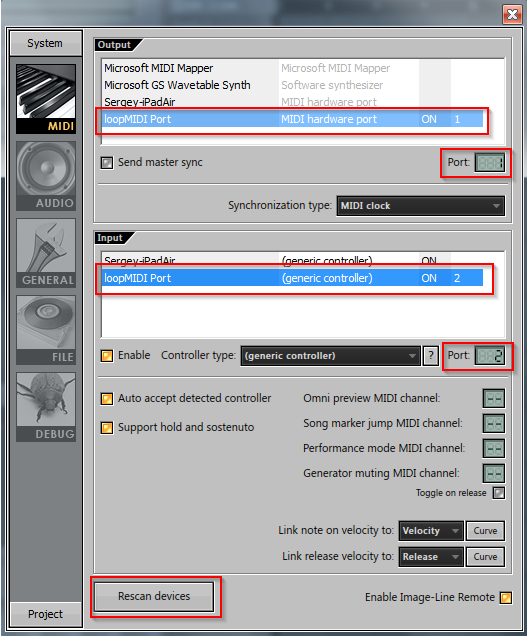 System
MIDI
AUDIO
GENERAL
FILE
DEBUG
Project
Output
Microsoft MIDI Mapper Microsoft MIDI Mapper
Microsoft GS Wavetable Synth Software synthesizer
Sergey-iPadAir MIDI hardware port
loopMIDI Port MIDI hardware port ON 1
Send master sync Port: 1
Synchronization type: MIDI clock
Input
Sergey-iPadAir (generic controller) ON
loopMIDI Port (generic controller) ON 2
Enable Controller type: (generic controller) ? Port: 2
Auto accept detected controller Omni preview MIDI channel: --
Support hold and sostenuto Song marker jump MIDI channel: --
Performance mode MIDI channel: --
Generator muting MIDI channel: --
Toggle on release
Link note on velocity to: Velocity Curve
Link release velocity to: Release Curve
Rescan devices Enable Image-Line Remote